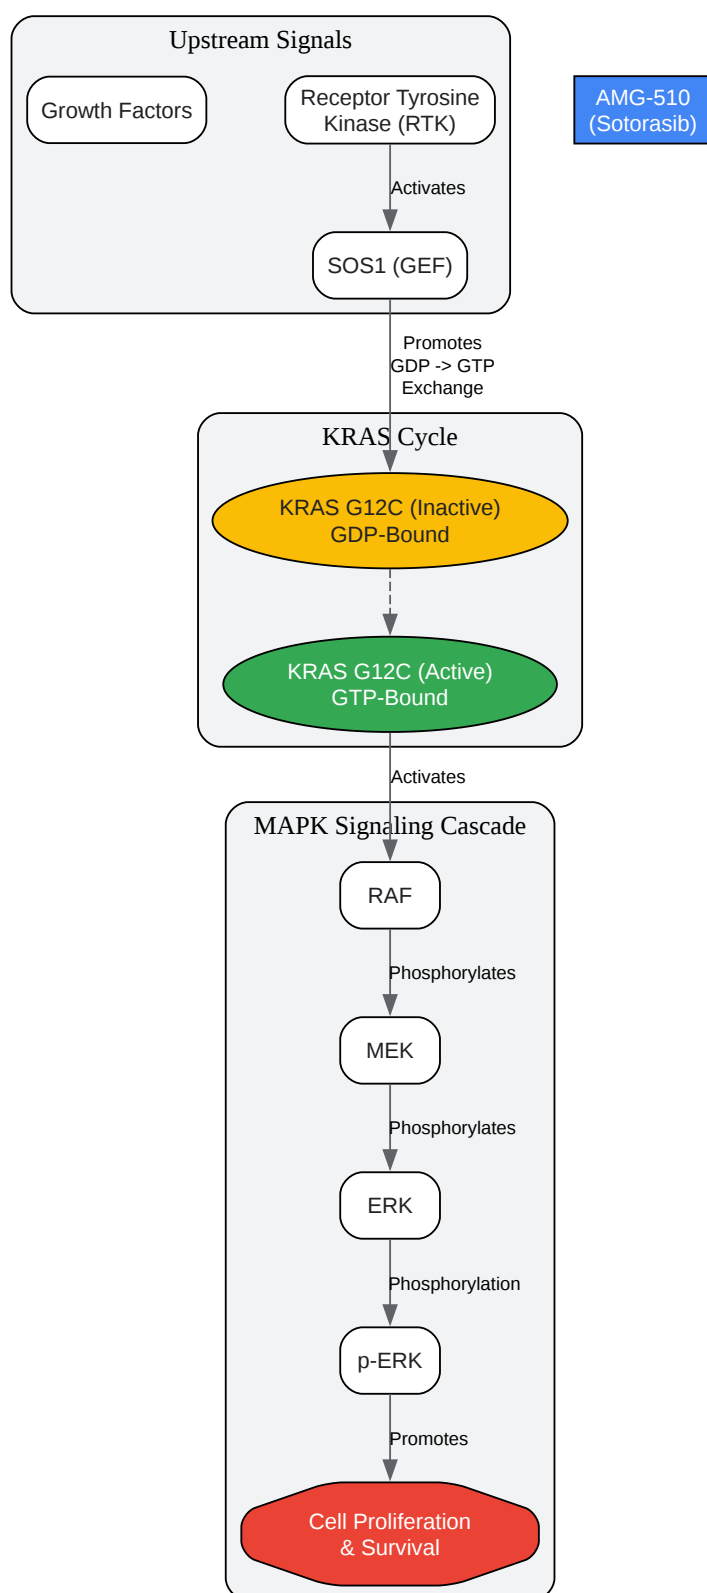 Upstream Signals
Growth Factors
Receptor Tyrosine
Kinase (RTK)
AMG-510
(Sotorasib)
Activates
SOS1 (GEF)
Promotes
GDP -> GTP
Exchange
KRAS Cycle
KRAS G12C (Inactive)
GDP-Bound
KRAS G12C (Active)
GTP-Bound
Activates
MAPK Signaling Cascade
RAF
Phosphorylates
MEK
Phosphorylates
ERK
Phosphorylation
p-ERK
Promotes
Cell Proliferation
& Survival